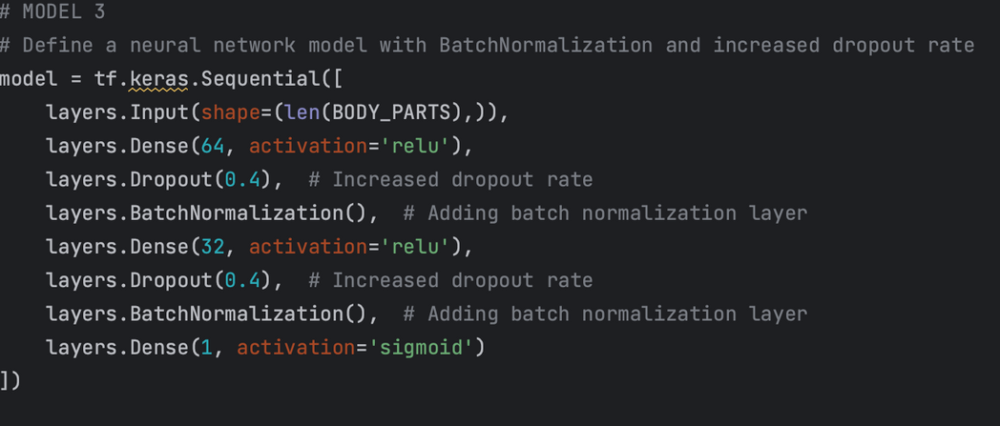 # MODEL 3
# Define a neural network model with BatchNormalization and increased dropout rate
model = tf.keras.Sequential([
    layers.Input(shape=(len(BODY_PARTS),)),
    layers.Dense(64, activation='relu'),
    layers.Dropout(0.4),  # Increased dropout rate
    layers.BatchNormalization(),  # Adding batch normalization layer
    layers.Dense(32, activation='relu'),
    layers.Dropout(0.4),  # Increased dropout rate
    layers.BatchNormalization(),  # Adding batch normalization layer
    layers.Dense(1, activation='sigmoid')
])